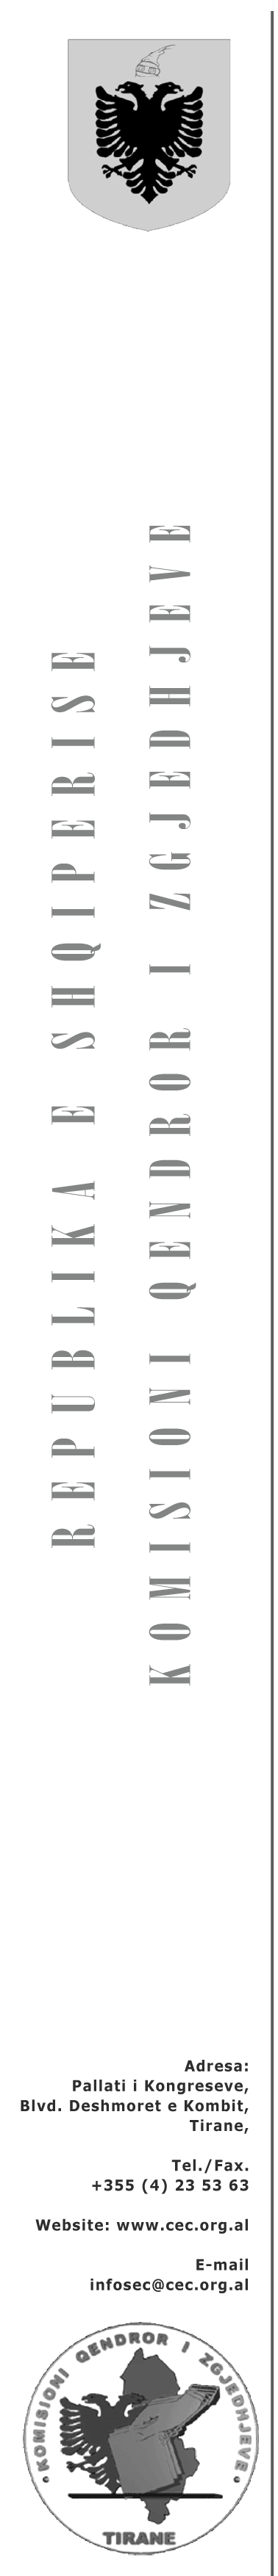 REPUBLIKA E SHQIPERISE
KOMISIONI QENDROR I ZGJEDHJEVE
Adresa:
Pallati i Kongreseve,
Blvd. Deshmoret e Kombit,
Tirane,
Tel./Fax.
+355 (4) 23 53 63
Website: www.cec.org.al
E-mail
infosec@cec.org.al
KOMISIONI QENDROR I ZGJEDHJEVE
TIRANE